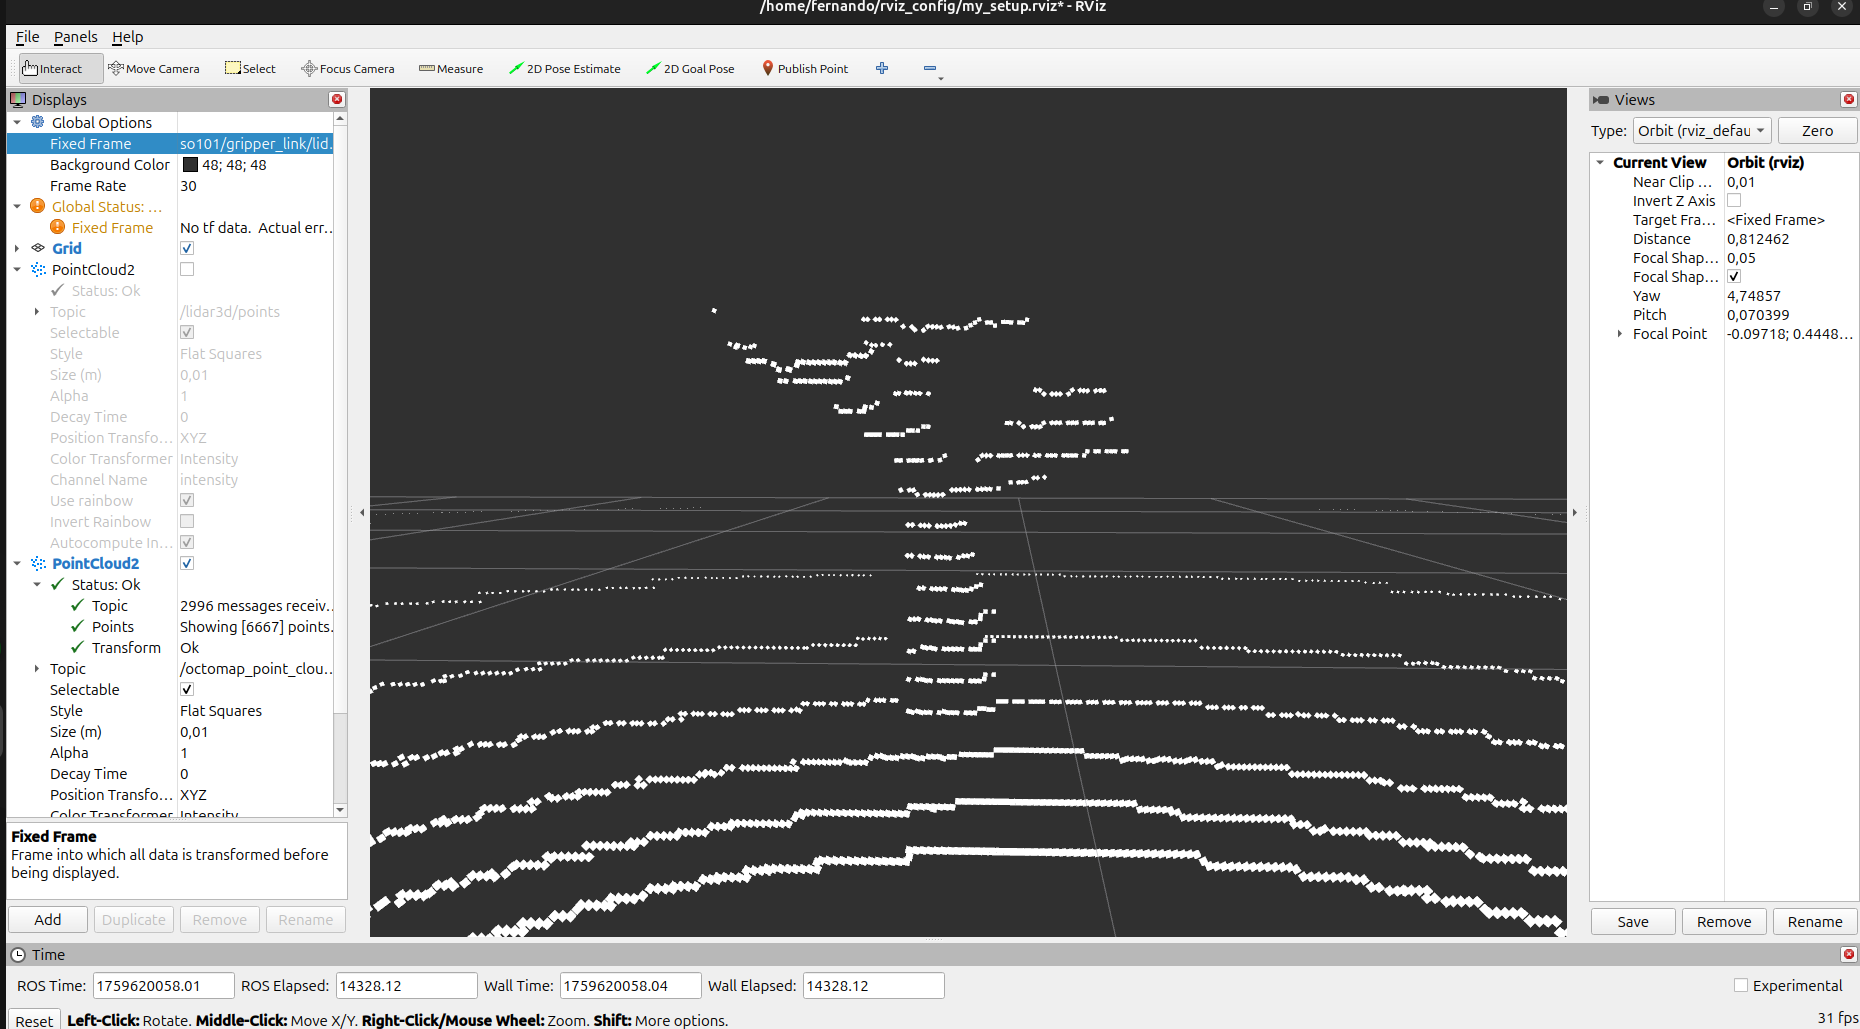 /home/fernando/rviz_config/my_setup.rviz* - RViz
File Panels Help
Interact Move Camera Select Focus Camera Measure 2D Pose Estimate 2D Goal Pose Publish Point
Displays
Global Options
Fixed Frame so101/gripper_link/lid...
Background Color 48; 48; 48
Frame Rate 30
Global Status: ...
Fixed Frame No tf data. Actual err...
Grid
PointCloud2
Status: Ok
Topic /lidar3d/points
Selectable
Style Flat Squares
Size (m) 0,01
Alpha 1
Decay Time 0
Position Transfo... XYZ
Color Transformer Intensity
Channel Name intensity
Use rainbow
Invert Rainbow
Autocompute In...
PointCloud2
Status: Ok
Topic 2996 messages receiv...
Points Showing [6667] points...
Transform Ok
Topic /octomap_point_clou...
Selectable
Style Flat Squares
Size (m) 0,01
Alpha 1
Decay Time 0
Position Transfo... XYZ
Color Transformer Intensity
Fixed Frame
Frame into which all data is transformed before
being displayed.
Add Duplicate Remove Rename
Views
Type: Orbit (rviz_defau Zero
Current View Orbit (rviz)
Near Clip ... 0,01
Invert Z Axis
Target Fra... <Fixed Frame>
Distance 0,812462
Focal Shap... 0,05
Focal Shap...
Yaw 4,74857
Pitch 0,070399
Focal Point -0.09718; 0.4448...
Save Remove Rename
Time
ROS Time: 1759620058.01 ROS Elapsed: 14328.12 Wall Time: 1759620058.04 Wall Elapsed: 14328.12 Experimental
Reset Left-Click: Rotate. Middle-Click: Move X/Y. Right-Click/Mouse Wheel: Zoom. Shift: More options. 31 fps